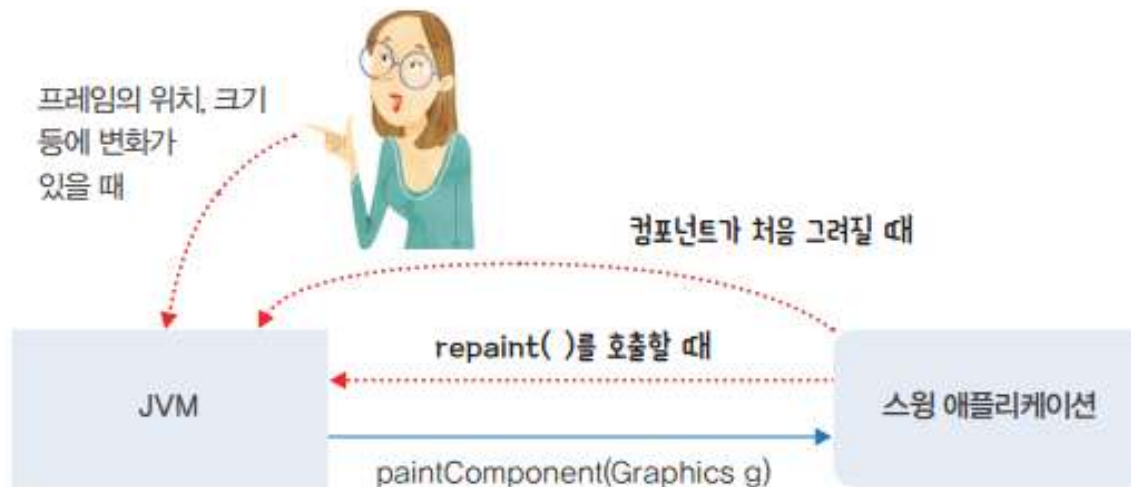 프레임의 위치, 크기
등에 변화가
있을 때
컴포넌트가 처음 그려질 때
repaint( )를 호출할 때
JVM
스윙 애플리케이션
paintComponent(Graphics g)